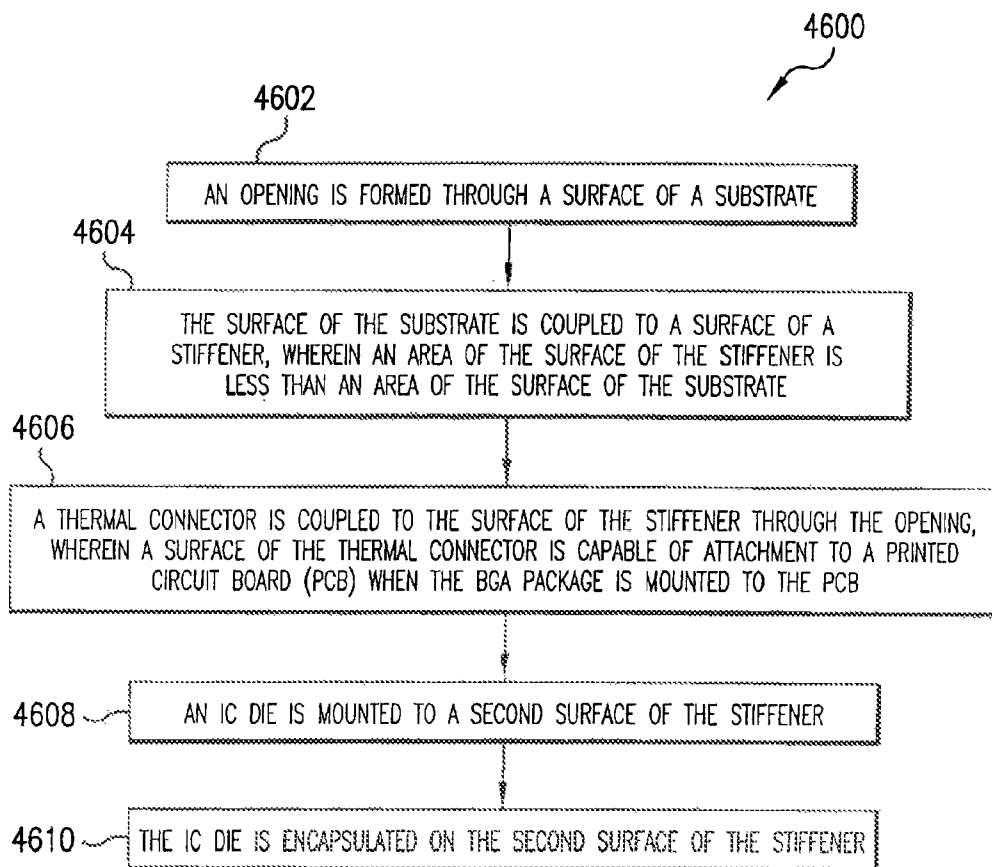 4600
4602
AN OPENING IS FORMED THROUGH A SURFACE OF A SUBSTRATE
4604
THE SURFACE OF THE SUBSTRATE IS COUPLED TO A SURFACE OF A
STIFFENER, WHEREIN AN AREA OF THE SURFACE OF THE STIFFENER IS
LESS THAN AN AREA OF THE SURFACE OF THE SUBSTRATE
4606
A THERMAL CONNECTOR IS COUPLED TO THE SURFACE OF THE STIFFENER THROUGH THE OPENING,
WHEREIN A SURFACE OF THE THERMAL CONNECTOR IS CAPABLE OF ATTACHMENT TO A PRINTED
CIRCUIT BOARD (PCB) WHEN THE BGA PACKAGE IS MOUNTED TO THE PCB
4608
AN IC DIE IS MOUNTED TO A SECOND SURFACE OF THE STIFFENER
4610
THE IC DIE IS ENCAPSULATED ON THE SECOND SURFACE OF THE STIFFENER